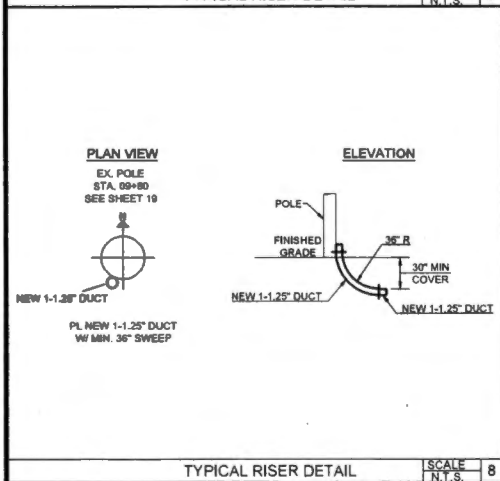 N.T.S.
PLAN VIEW
EX. POLE
STA. 09+80
SEE SHEET 19
N
NEW 1-1.25" DUCT
PL NEW 1-1.25" DUCT
W/ MIN. 36" SWEEP
ELEVATION
POLE
FINISHED
GRADE
36" R
30" MIN
COVER
NEW 1-1.25" DUCT
NEW 1-1.25" DUCT
TYPICAL RISER DETAIL
SCALE
N.T.S.
8